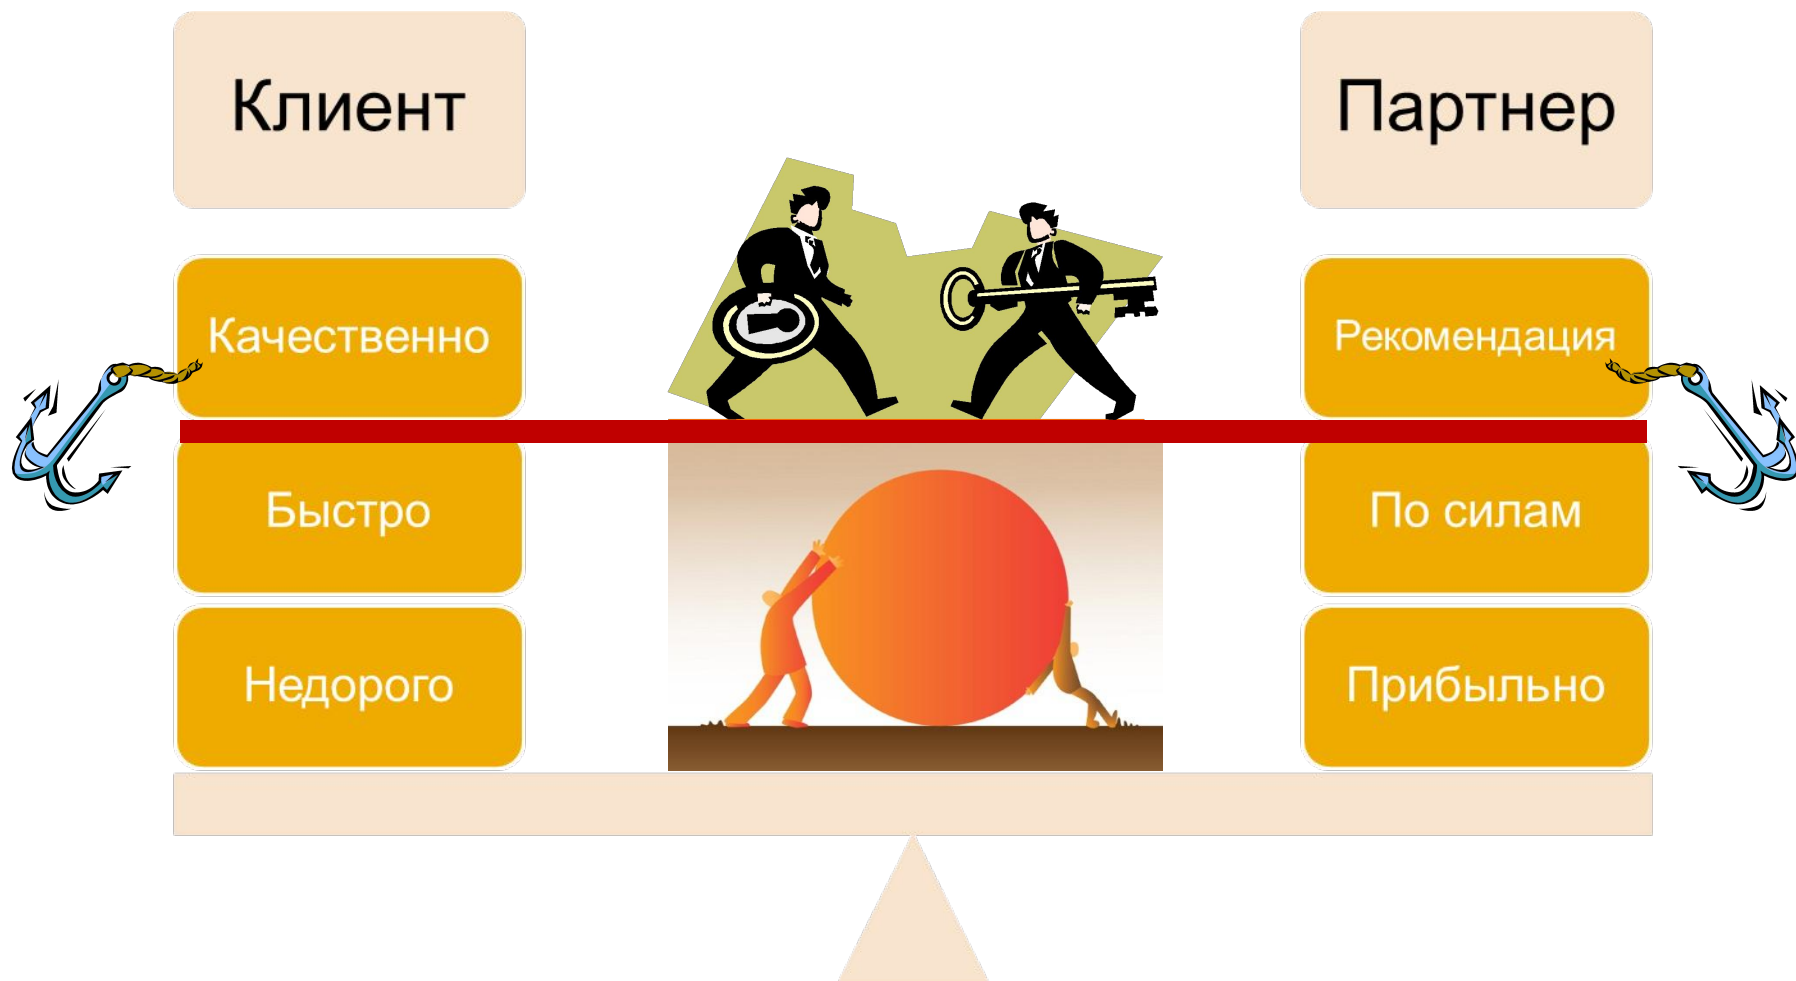 Клиент
Партнер
Качественно
Рекомендация
Быстро
По силам
Недорого
Прибыльно